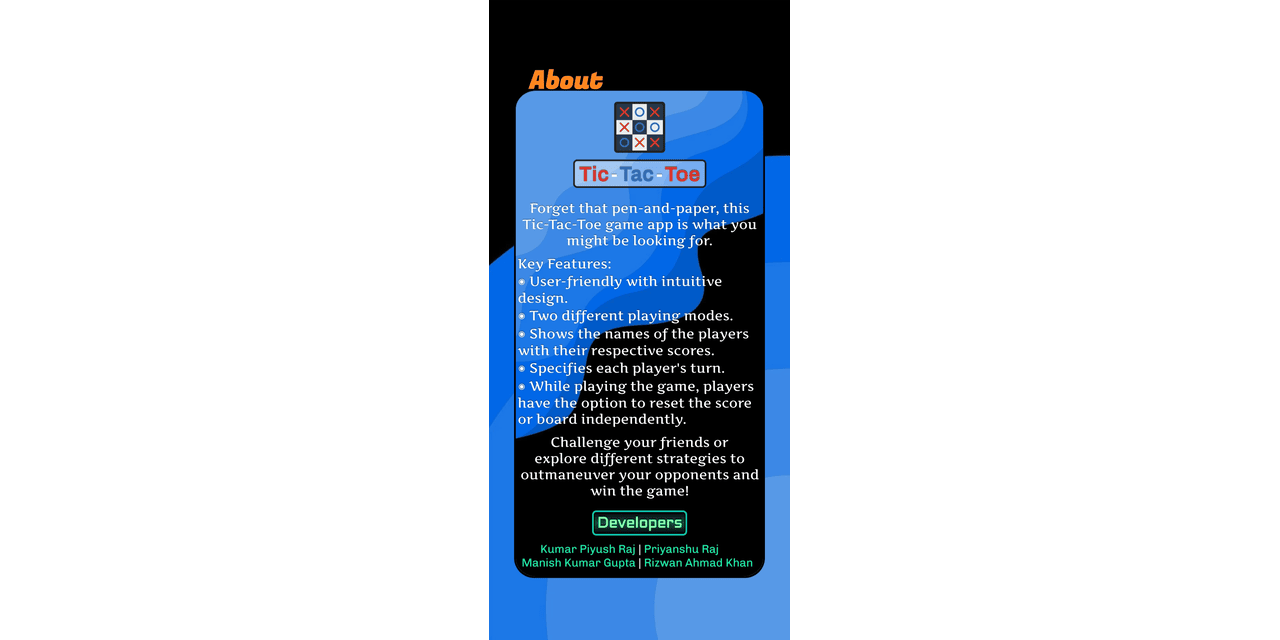 About
Tic-Tac-Toe
Forget that pen-and-paper, this
Tic-Tac-Toe game app is what you
might be looking for.
Key Features:
◉ User-friendly with intuitive
design.
◉ Two different playing modes.
◉ Shows the names of the players
with their respective scores.
◉ Specifies each player's turn.
◉ While playing the game, players
have the option to reset the score
or board independently.
Challenge your friends or
explore different strategies to
outmaneuver your opponents and
win the game!
Developers
Kumar Piyush Raj | Priyanshu Raj
Manish Kumar Gupta | Rizwan Ahmad Khan